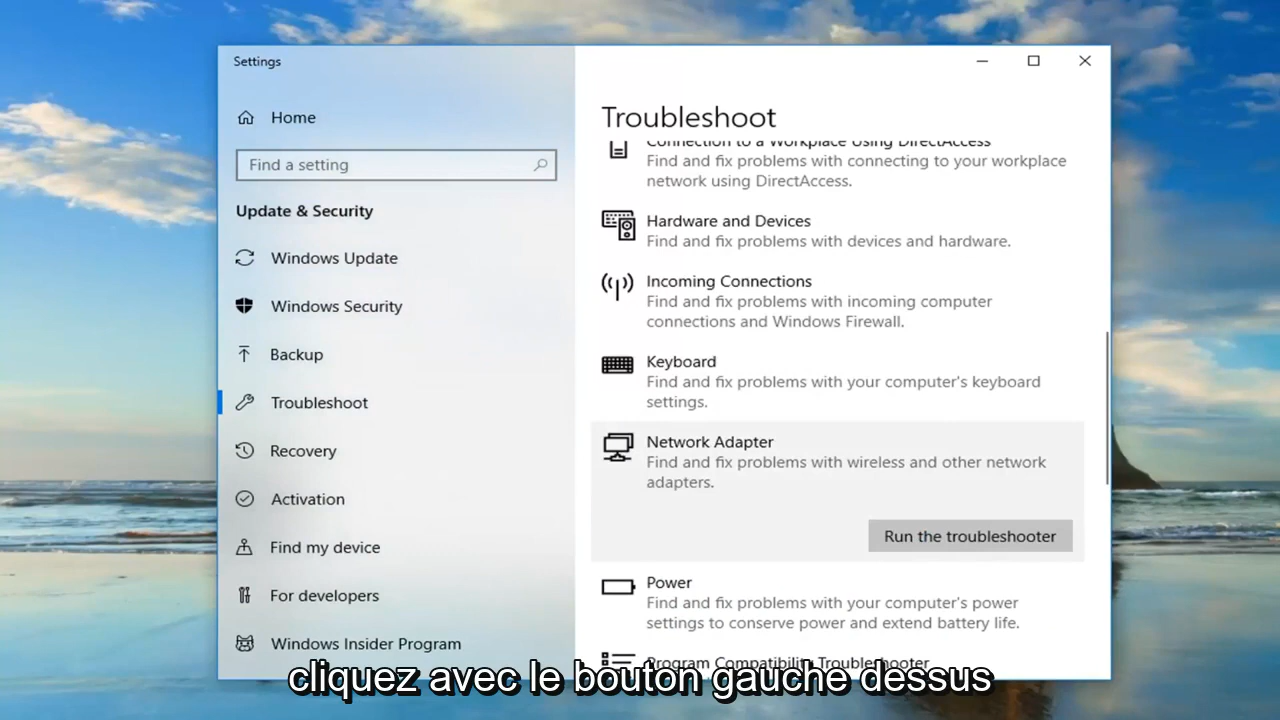 Settings
Home
Find a setting
Update & Security
Windows Update
Windows Security
Backup
Troubleshoot
Recovery
Activation
Find my device
For developers
Windows Insider Program
Troubleshoot
Connection to a Workplace Using DirectAccess
Find and fix problems with connecting to your workplace
network using DirectAccess.
Hardware and Devices
Find and fix problems with devices and hardware.
Incoming Connections
Find and fix problems with incoming computer
connections and Windows Firewall.
Keyboard
Find and fix problems with your computer's keyboard
settings.
Network Adapter
Find and fix problems with wireless and other network
adapters.
Run the troubleshooter
Power
Find and fix problems with your computer's power
settings to conserve power and extend battery life.
Program Compatibility Troubleshooter
cliquez avec le bouton gauche dessus